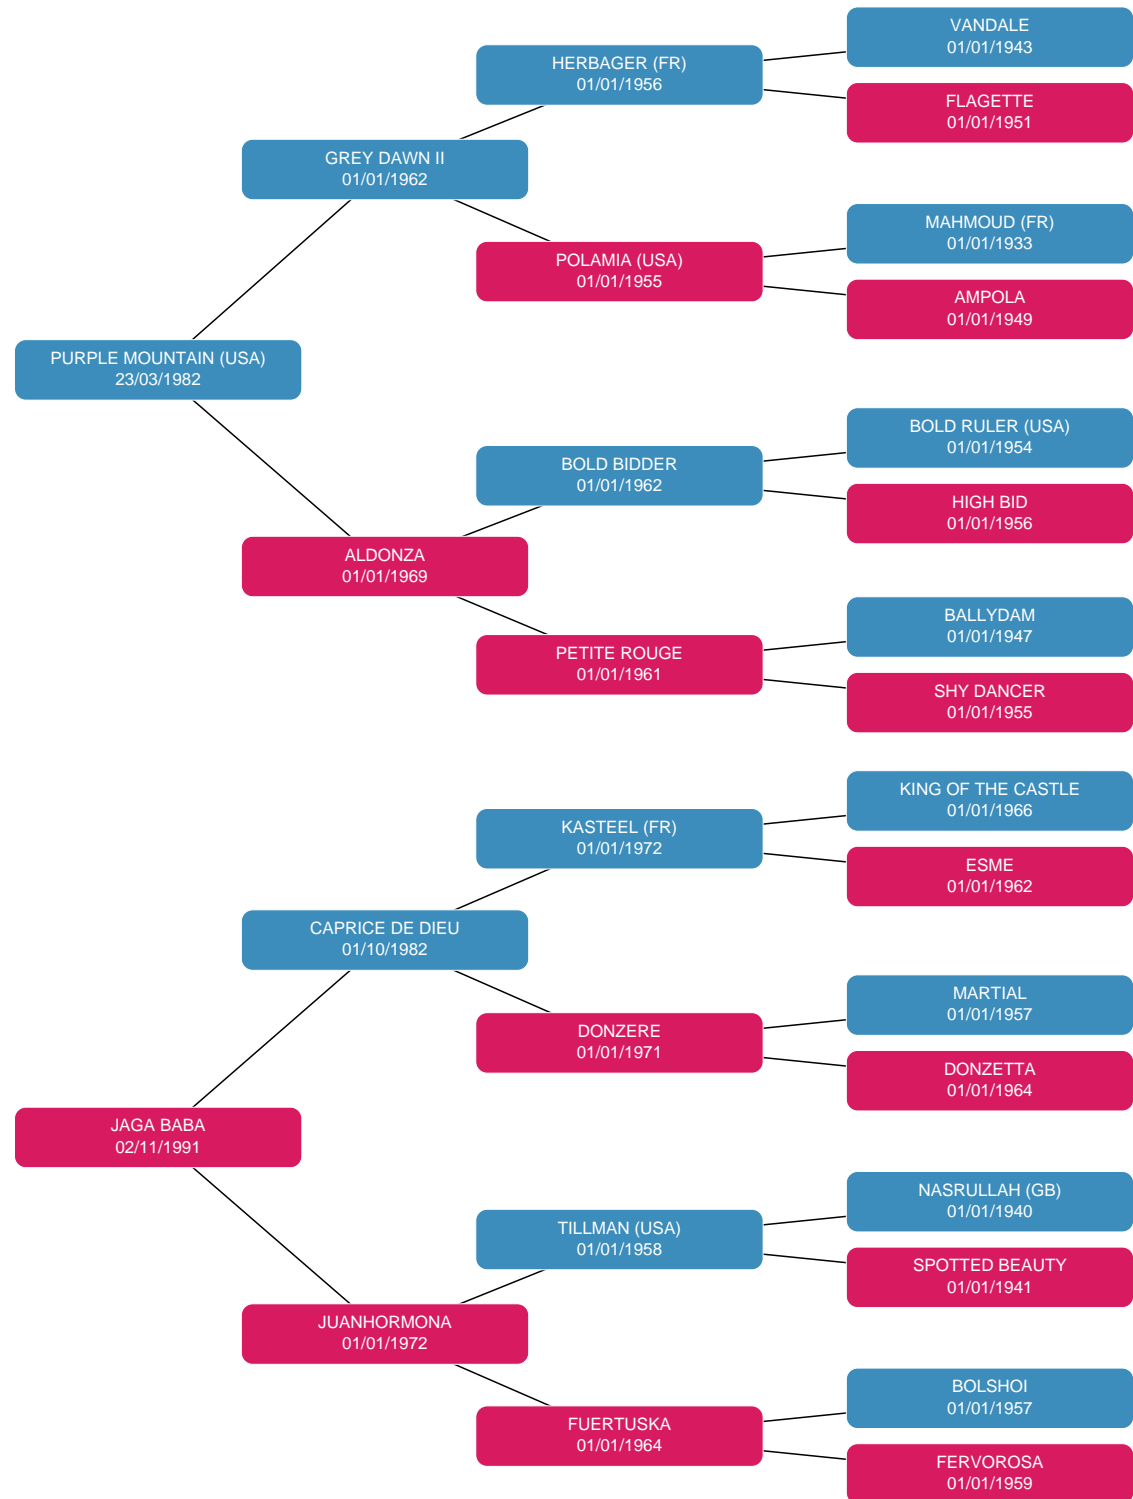 VANDALE
01/01/1943
HERBAGER (FR)
01/01/1956
FLAGETTE
01/01/1951
GREY DAWN II
01/01/1962
MAHMOUD (FR)
01/01/1933
POLAMIA (USA)
01/01/1955
AMPOLA
01/01/1949
PURPLE MOUNTAIN (USA)
23/03/1982
BOLD RULER (USA)
01/01/1954
BOLD BIDDER
01/01/1962
HIGH BID
01/01/1956
ALDONZA
01/01/1969
BALLYDAM
01/01/1947
PETITE ROUGE
01/01/1961
SHY DANCER
01/01/1955
KING OF THE CASTLE
01/01/1966
KASTEEL (FR)
01/01/1972
ESME
01/01/1962
CAPRICE DE DIEU
01/10/1982
MARTIAL
01/01/1957
DONZERE
01/01/1971
DONZETTA
01/01/1964
JAGA BABA
02/11/1991
NASRULLAH (GB)
01/01/1940
TILLMAN (USA)
01/01/1958
SPOTTED BEAUTY
01/01/1941
JUANHORMONA
01/01/1972
BOLSHOI
01/01/1957
FUERTUSKA
01/01/1964
FERVOROSA
01/01/1959